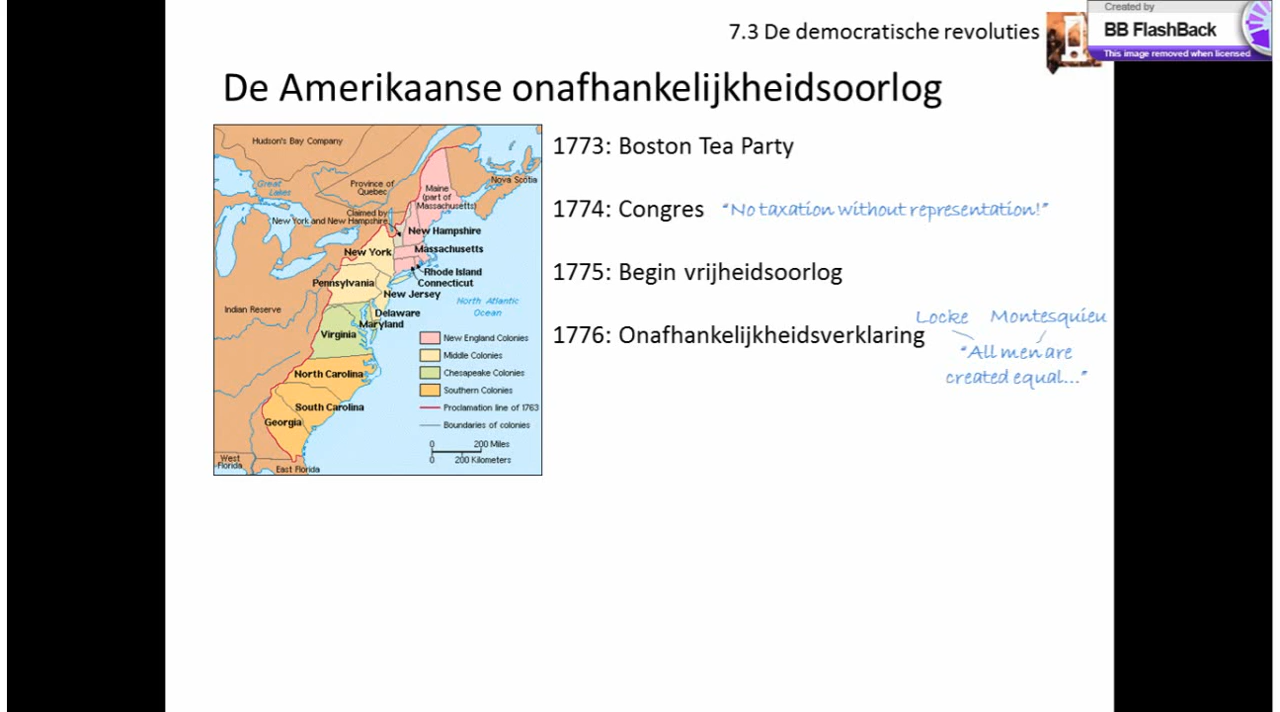 7.3 De democratische revoluties
Created by
BB FlashBack
This image removed when licensed
De Amerikaanse onafhankelijkheidsoorlog
Hudson's Bay Company
Great
Lakes
Province of
Quebec
Nova Scotia
Maine
(part of
Massachusetts)
Claimed by
New York and New Hampshire
New Hampshire
Massachusetts
New York
Rhode Island
Connecticut
Pennsylvania
New Jersey
North Atlantic
Ocean
Indian Reserve
Delaware
Maryland
Virginia
North Carolina
South Carolina
Georgia
West
Florida
East Florida
New England Colonies
Middle Colonies
Chesapeake Colonies
Southern Colonies
Proclamation line of 1763
Boundaries of colonies
0 200 Miles
0 200 Kilometers
1773: Boston Tea Party
1774: Congres "No taxation without representation!"
1775: Begin vrijheidsoorlog
Locke Montesquieu
1776: Onafhankelijkheidsverklaring
"All men are
created equal..."